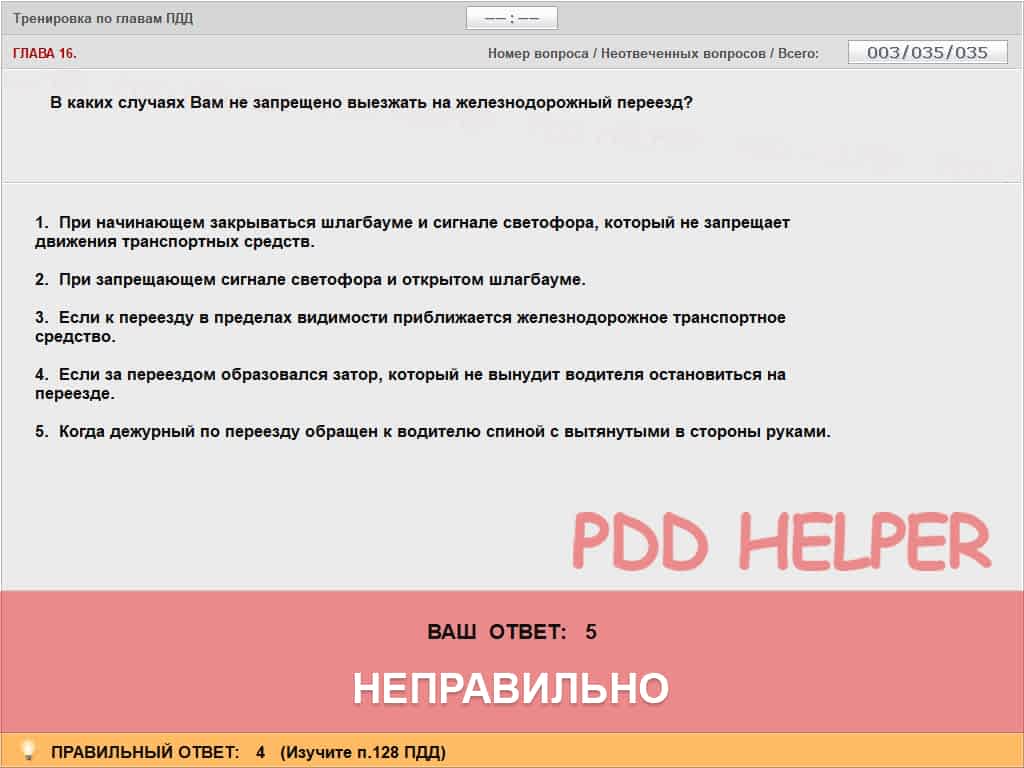 Тренировка по главам ПДД
–– : ––
ГЛАВА 16.
Номер вопроса / Неотвеченных вопросов / Всего:
003/035/035
В каких случаях Вам не запрещено выезжать на железнодорожный переезд?
1. При начинающем закрываться шлагбауме и сигнале светофора, который не запрещает
движения транспортных средств.
2. При запрещающем сигнале светофора и открытом шлагбауме.
3. Если к переезду в пределах видимости приближается железнодорожное транспортное
средство.
4. Если за переездом образовался затор, который не вынудит водителя остановиться на
переезде.
5. Когда дежурный по переезду обращен к водителю спиной с вытянутыми в стороны руками.
PDD HELPER
ВАШ ОТВЕТ: 5
НЕПРАВИЛЬНО
ПРАВИЛЬНЫЙ ОТВЕТ: 4 (Изучите п.128 ПДД)